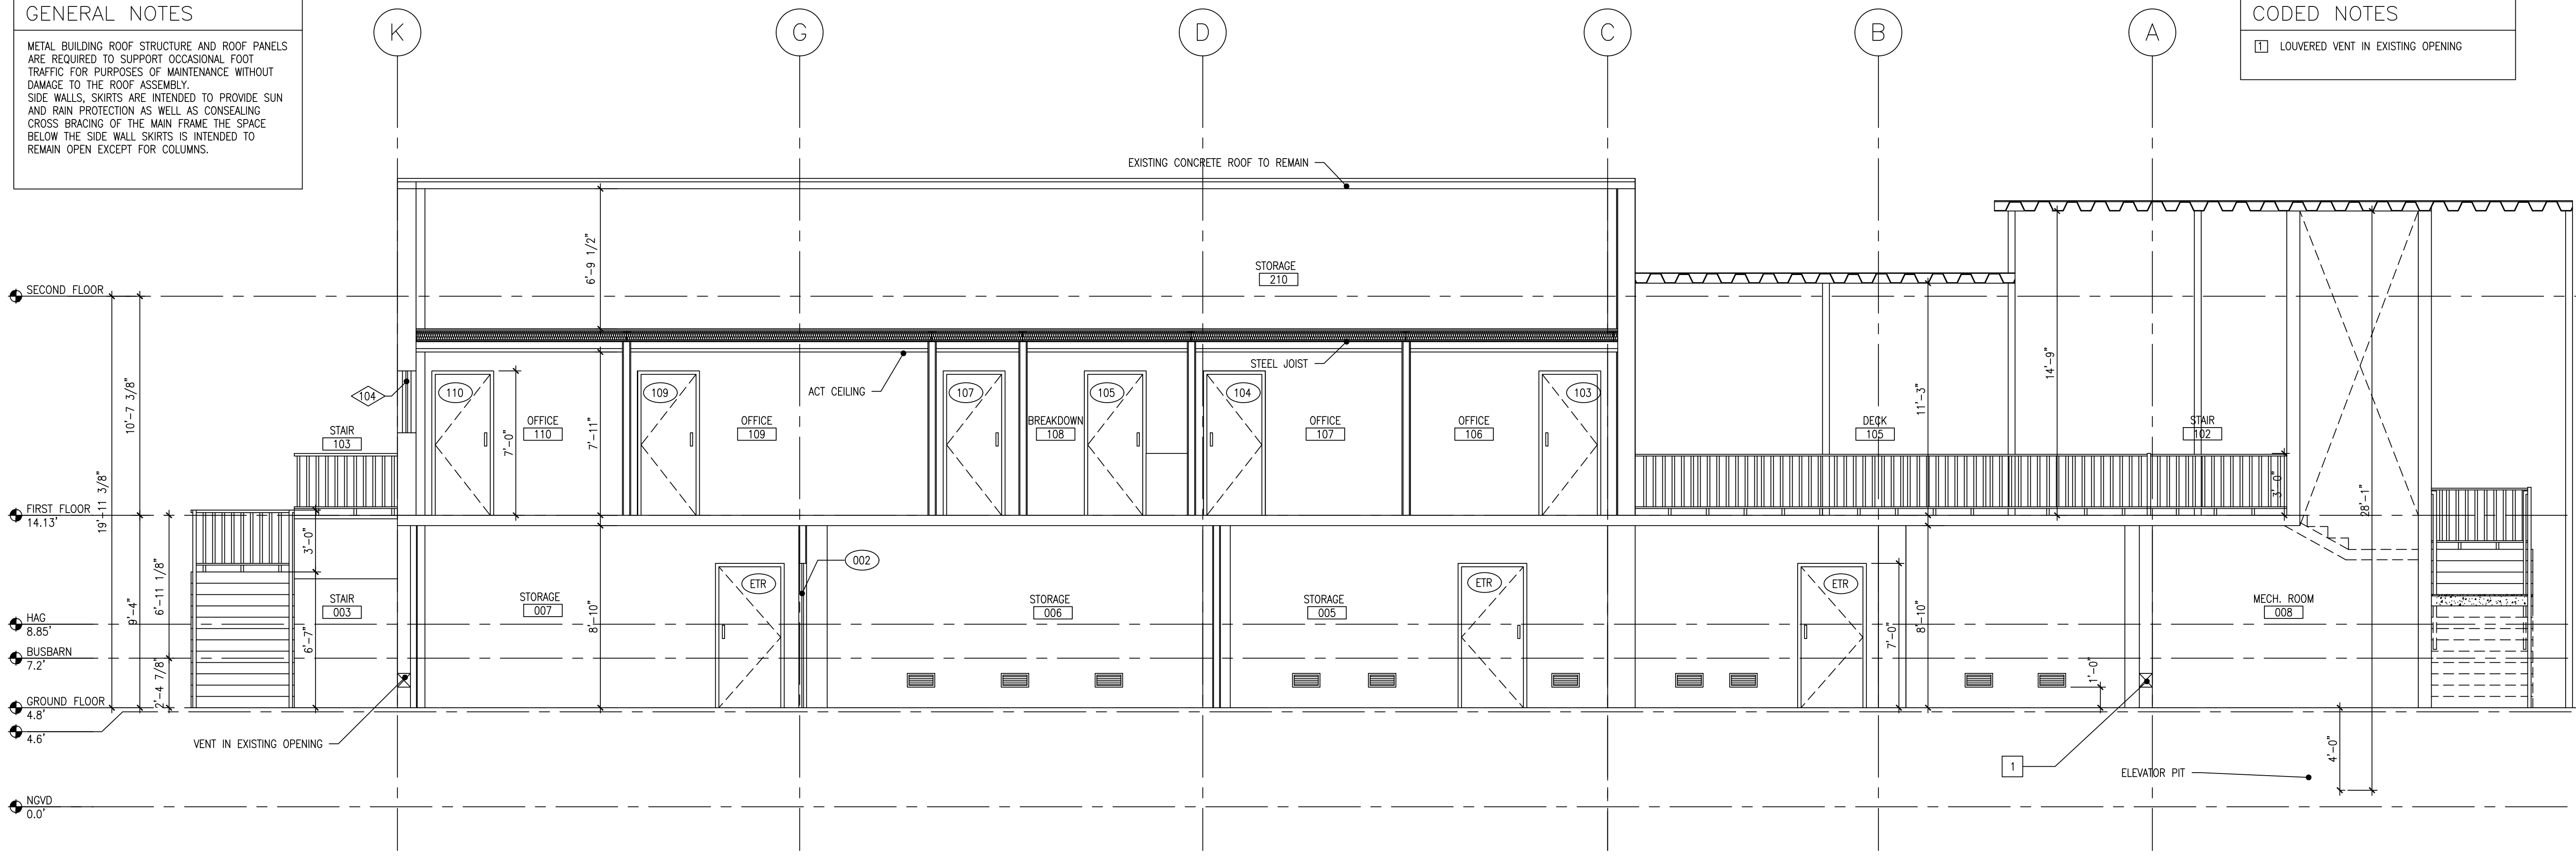 GENERAL NOTES
METAL BUILDING ROOF STRUCTURE AND ROOF PANELS
ARE REQUIRED TO SUPPORT OCCASIONAL FOOT
TRAFFIC FOR PURPOSES OF MAINTENANCE WITHOUT
DAMAGE TO THE ROOF ASSEMBLY.
SIDE WALLS, SKIRTS ARE INTENDED TO PROVIDE SUN
AND RAIN PROTECTION AS WELL AS CONSEALING
CROSS BRACING OF THE MAIN FRAME THE SPACE
BELOW THE SIDE WALL SKIRTS IS INTENDED TO
REMAIN OPEN EXCEPT FOR COLUMNS.
K
G
D
C
B
A
CODED NOTES
1 LOUVERED VENT IN EXISTING OPENING
EXISTING CONCRETE ROOF TO REMAIN
6'-9 1/2"
STORAGE
210
SECOND FLOOR
STEEL JOIST
ACT CEILING
104
110
109
107
105
104
103
OFFICE
110
OFFICE
109
BREAKDOWN
108
OFFICE
107
OFFICE
106
DECK
105
STAIR
102
STAIR
103
7'-0"
7'-11"
11'-3"
14'-9"
3'-0"
28'-1"
10'-7 3/8"
19'-11 3/8"
FIRST FLOOR
14.13'
3'-0"
6'-11 1/8"
9'-4"
002
ETR
ETR
ETR
STAIR
003
STORAGE
007
STORAGE
006
STORAGE
005
MECH. ROOM
008
HAG
8.85'
6'-7"
8'-10"
7'-0"
8'-10"
BUSBARN
7.2'
2'-4 7/8"
1'-0"
GROUND FLOOR
4.8'
4.6'
VENT IN EXISTING OPENING
1
ELEVATOR PIT
4'-0"
NGVD
0.0'